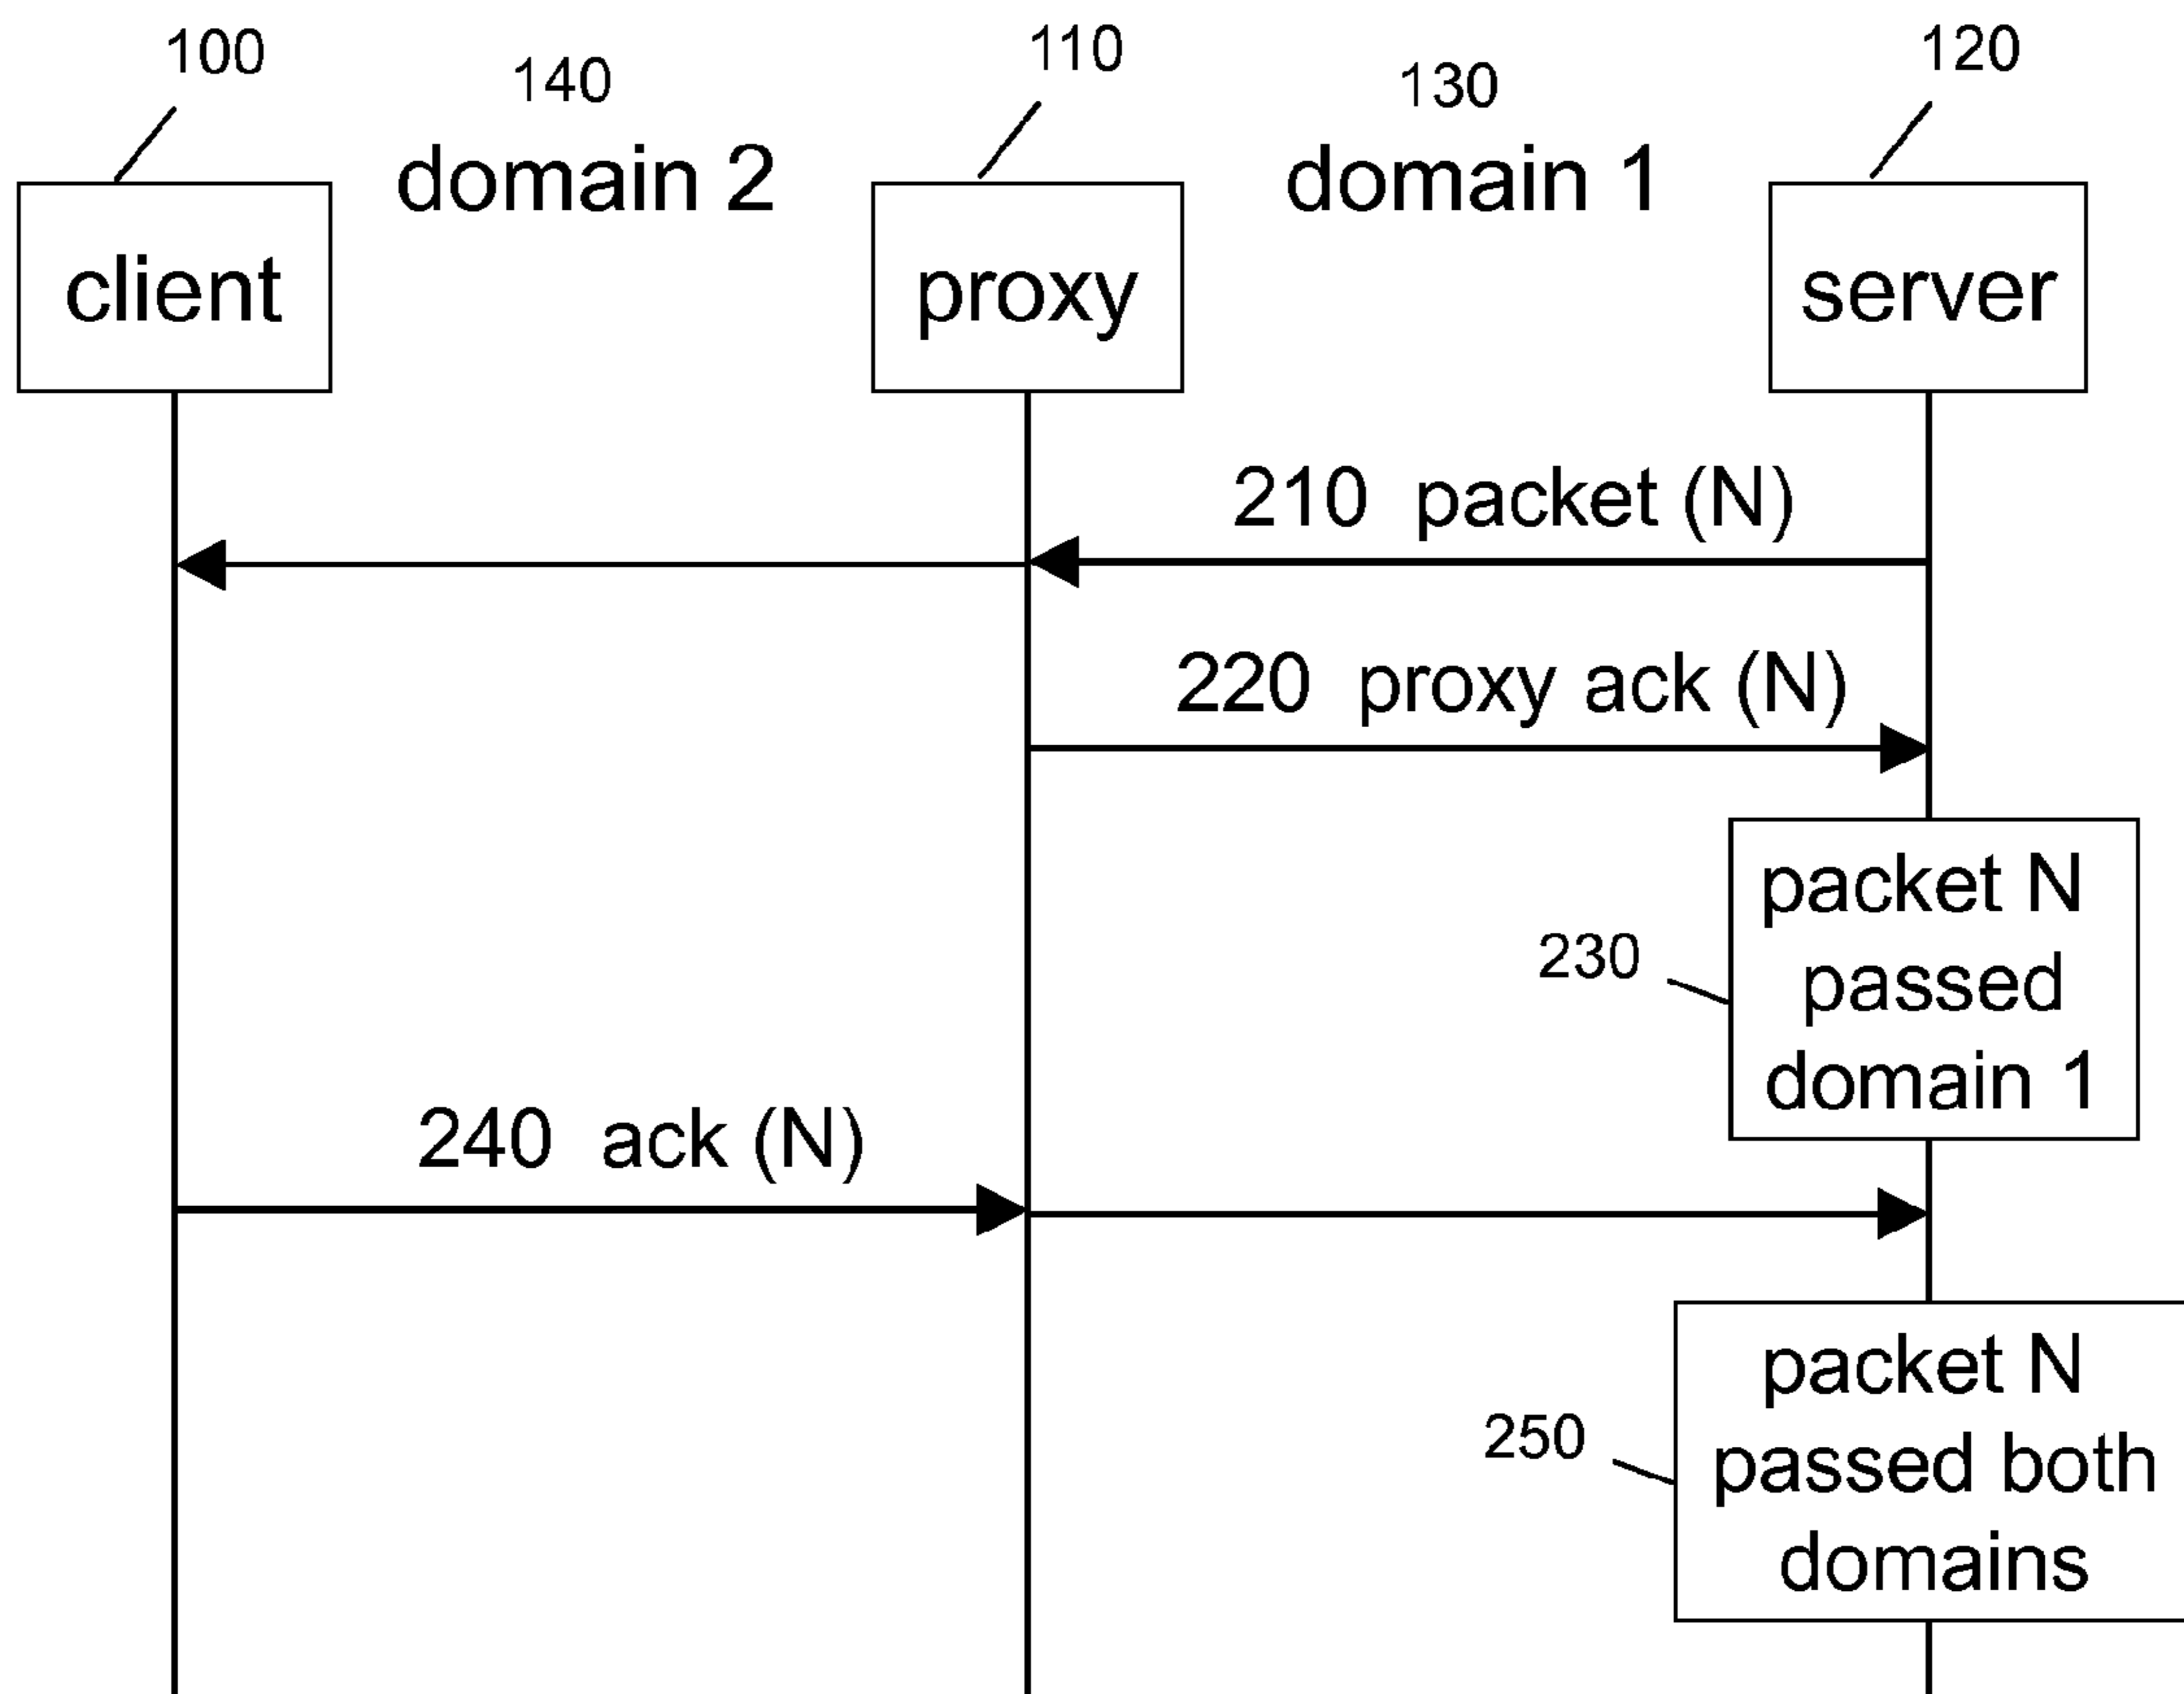 100
140
110
130
120
domain 2
domain 1
client
proxy
server
210 packet (N)
220 proxy ack (N)
packet N
passed
domain 1
230
240 ack (N)
packet N
passed both
domains
250